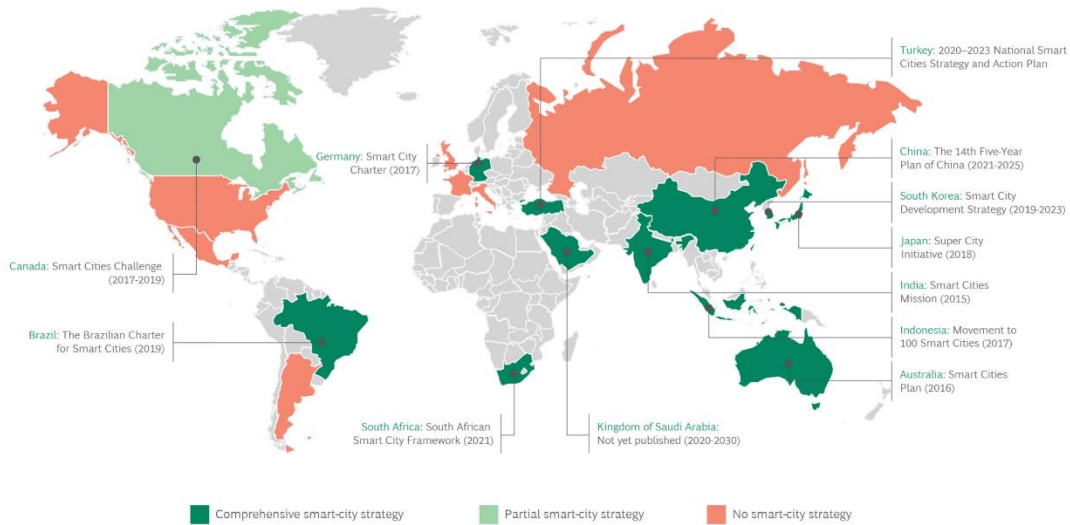 Turkey: 2020–2023 National Smart
Cities Strategy and Action Plan
Germany: Smart City
Charter (2017)
China: The 14th Five-Year
Plan of China (2021-2025)
South Korea: Smart City
Development Strategy (2019-2023)
Japan: Super City
Initiative (2018)
Canada: Smart Cities Challenge
(2017-2019)
India: Smart Cities
Mission (2015)
Brazil: The Brazilian Charter
for Smart Cities (2019)
Indonesia: Movement to
100 Smart Cities (2017)
Australia: Smart Cities
Plan (2016)
South Africa: South African
Smart City Framework (2021)
Kingdom of Saudi Arabia:
Not yet published (2020-2030)
Comprehensive smart-city strategy
Partial smart-city strategy
No smart-city strategy